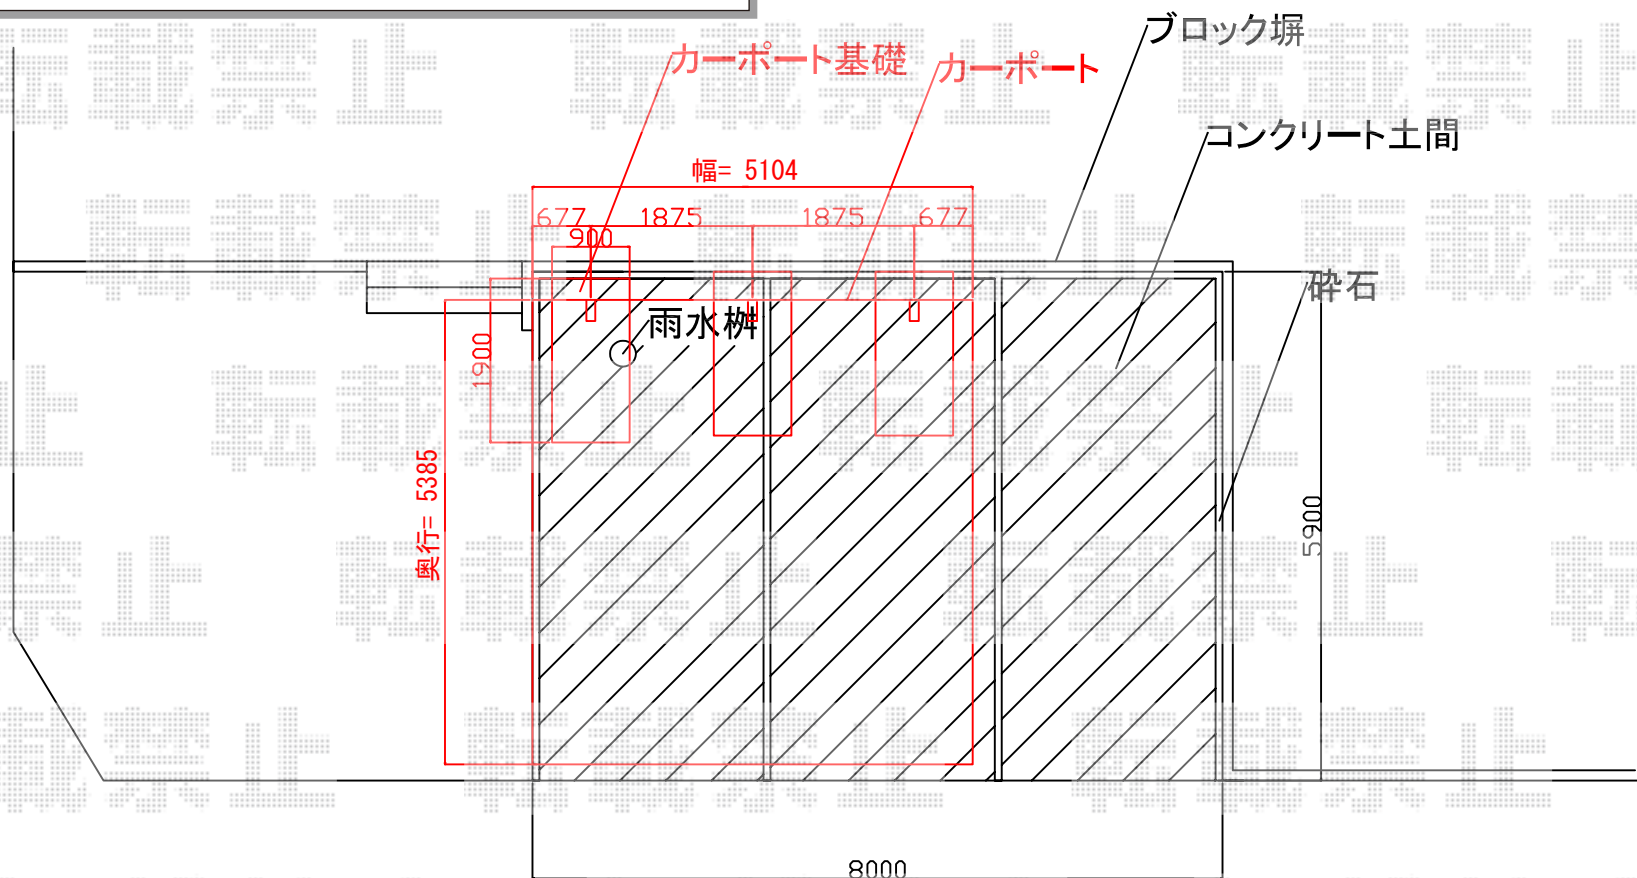 ブロック塀
カーポート基礎
カーポート
コンクリート土間
幅= 5104
677
1875
1875
677
900
砕石
雨水桝
1900
奥行= 5385
5900
8000
転載禁止